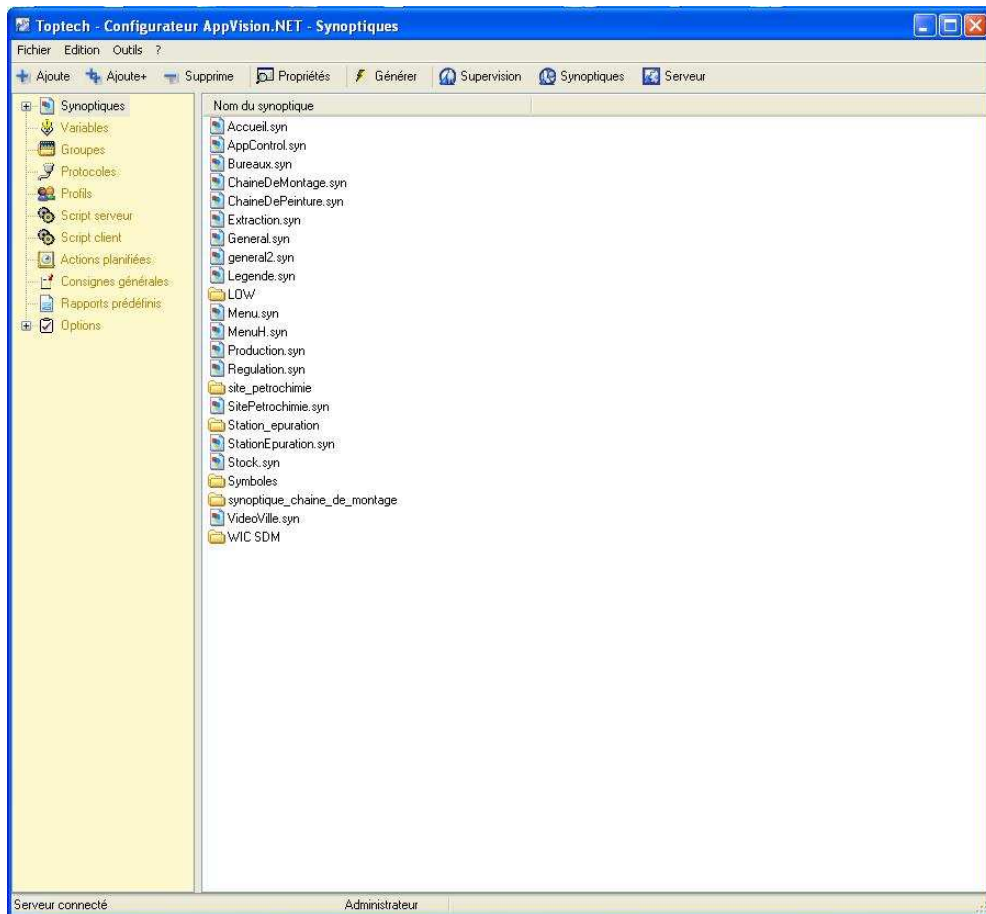 Toptech - Configurateur AppVision.NET - Synoptiques
Fichier Edition Outils ?
Ajoute Ajoute+ Supprime Propriétés Générer Supervision Synoptiques Serveur
Synoptiques
Variables
Groupes
Protocoles
Profils
Script serveur
Script client
Actions planifiées
Consignes générales
Rapports prédéfinis
Options
Nom du synoptique
Accueil.syn
AppControl.syn
Bureaux.syn
ChaineDeMontage.syn
ChaineDePeinture.syn
Extraction.syn
General.syn
general2.syn
Legende.syn
LOW
Menu.syn
MenuH.syn
Production.syn
Regulation.syn
site_petrochimie
SitePetrochimie.syn
Station_epuration
StationEpuration.syn
Stock.syn
Symboles
synoptique_chaine_de_montage
VideoVille.syn
WIC SDM
Serveur connecté Administrateur